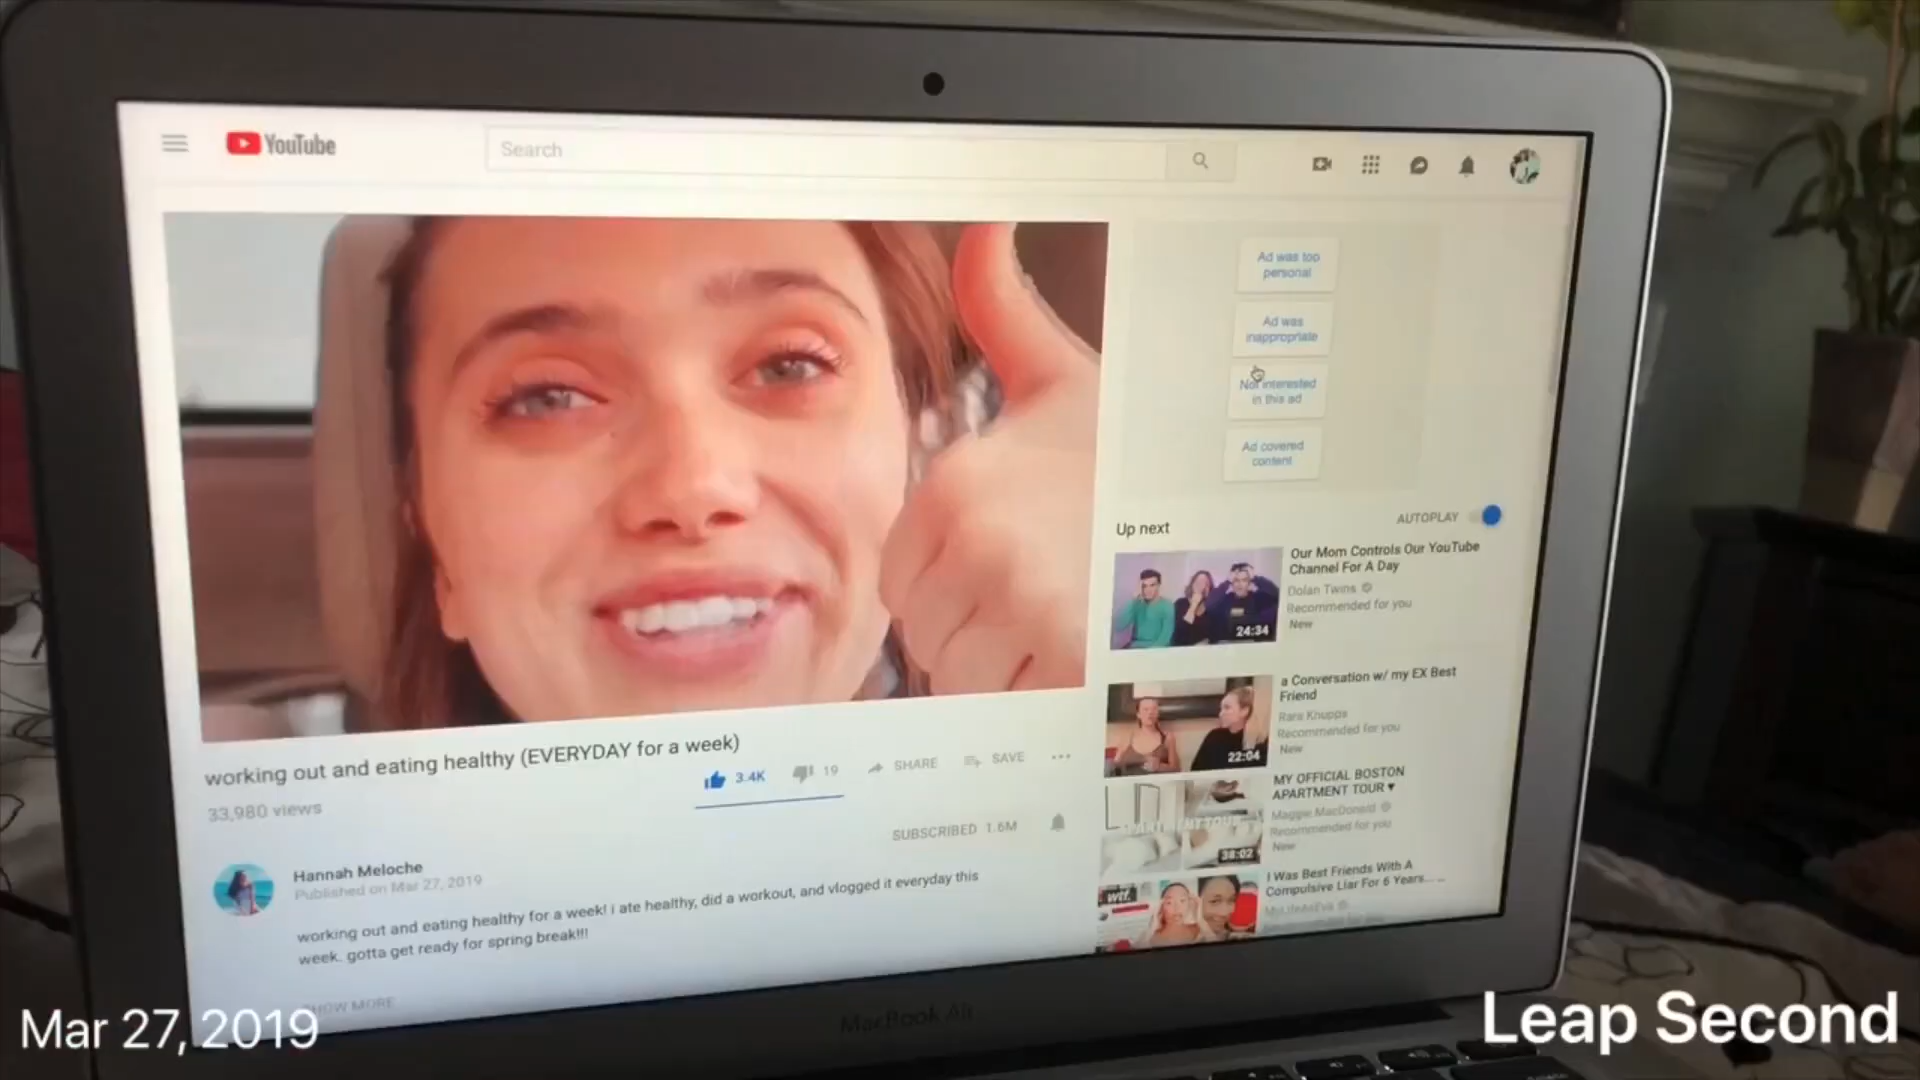 YouTube
Search
Ad was too
personal
Ad was
inappropriate
Not interested
in this ad
Ad covered
content
Up next
AUTOPLAY
Our Mom Controls Our YouTube
Channel For A Day
Dolan Twins
Recommended for you
New
24:34
a Conversation w/ my EX Best
Friend
Rare Knupps
Recommended for you
New
22:04
MY OFFICIAL BOSTON
APARTMENT TOUR ♥
Maggie MacDonald
Recommended for you
New
38:02
I Was Best Friends With A
Compulsive Liar For 6 Years... ...
MyLifeAsEva
working out and eating healthy (EVERYDAY for a week)
33,980 views
3.4K
19
SHARE
SAVE
SUBSCRIBED 1.6M
Hannah Meloche
Published on Mar 27, 2019
working out and eating healthy for a week! i ate healthy, did a workout, and vlogged it everyday this
week. gotta get ready for spring break!!!
SHOW MORE
MacBook Air
Mar 27, 2019
Leap Second